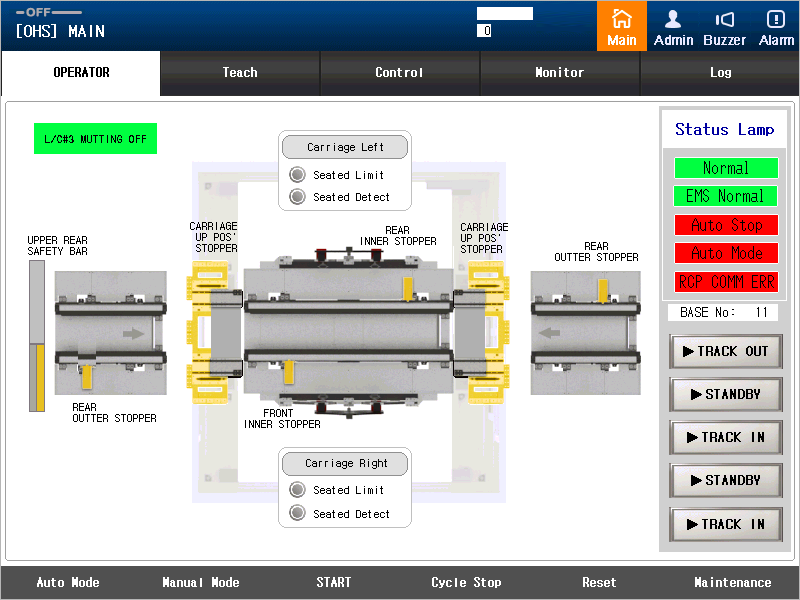 OFF
[OHS] MAIN
0
Main
Admin
Buzzer
Alarm
OPERATOR
Teach
Control
Monitor
Log
L/C#3 MUTTING OFF
Carriage Left
Seated Limit
Seated Detect
Status Lamp
Normal
EMS Normal
Auto Stop
Auto Mode
RCP COMM ERR
BASE No: 11
TRACK OUT
STANDBY
TRACK IN
STANDBY
TRACK IN
UPPER REAR
SAFETY BAR
CARRIAGE
UP POS'
STOPPER
REAR
INNER STOPPER
CARRIAGE
UP POS'
STOPPER
REAR
OUTTER STOPPER
REAR
OUTTER STOPPER
FRONT
INNER STOPPER
Carriage Right
Seated Limit
Seated Detect
Auto Mode
Manual Mode
START
Cycle Stop
Reset
Maintenance